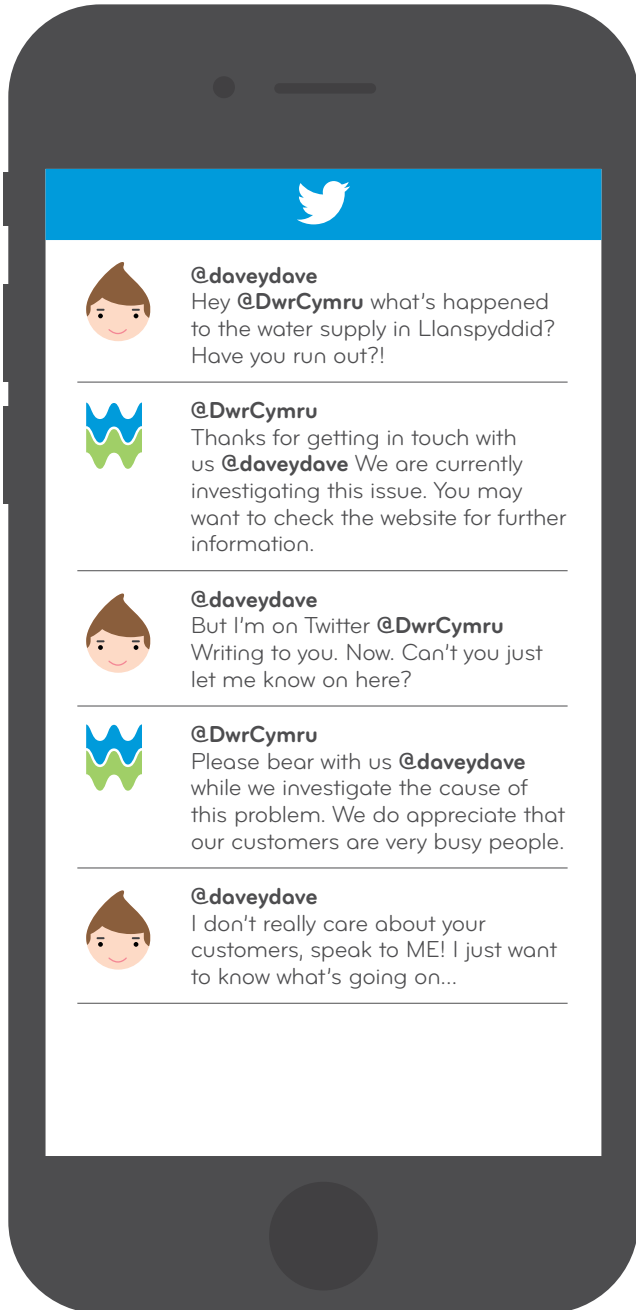 @daveydave
Hey @DwrCymru what's happened
to the water supply in Llanspyddid?
Have you run out?!
@DwrCymru
Thanks for getting in touch with
us @daveydave We are currently
investigating this issue. You may
want to check the website for further
information.
@daveydave
But I'm on Twitter @DwrCymru
Writing to you. Now. Can't you just
let me know on here?
@DwrCymru
Please bear with us @daveydave
while we investigate the cause of
this problem. We do appreciate that
our customers are very busy people.
@daveydave
I don't really care about your
customers, speak to ME! I just want
to know what's going on...